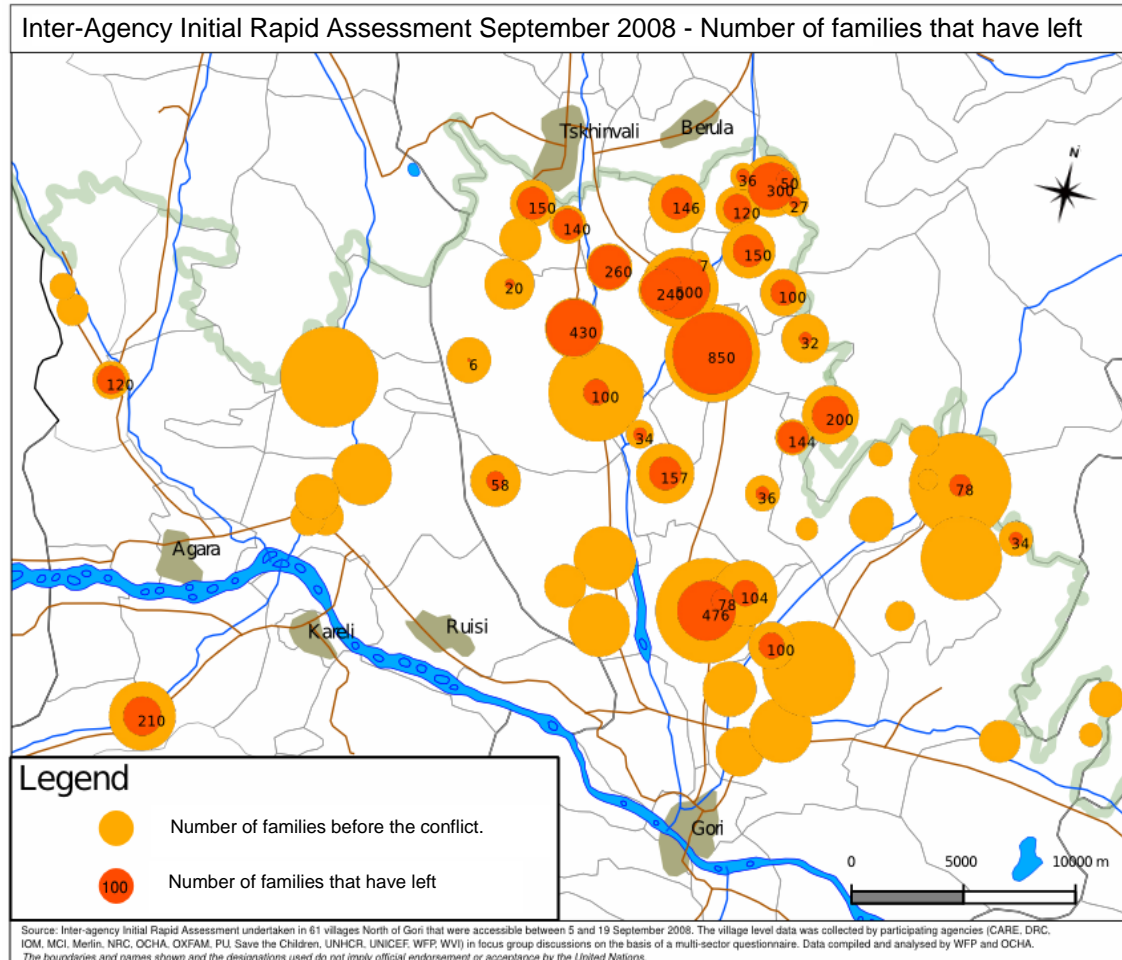 Inter-Agency Initial Rapid Assessment September 2008 - Number of families that have left
Tskhinvali
Berula
N
36
50
300
27
150
146
120
140
150
260
7
20
240
500
100
430
32
6
850
120
100
200
34
144
157
58
78
36
34
Agara
104
78
476
Kareli
Ruisi
100
210
Legend
Number of families before the conflict.
100
Number of families that have left
Gori
0
5000
10000 m
Source: Inter-agency Initial Rapid Assessment undertaken in 61 villages North of Gori that were accessible between 5 and 19 September 2008. The village level data was collected by participating agencies (CARE, DRC,
IOM, MCI, Merlin, NRC, OCHA, OXFAM, PU, Save the Children, UNHCR, UNICEF, WFP, WVI) in focus group discussions on the basis of a multi-sector questionnaire. Data compiled and analysed by WFP and OCHA.
The boundaries and names shown and the designations used do not imply official endorsement or acceptance by the United Nations.